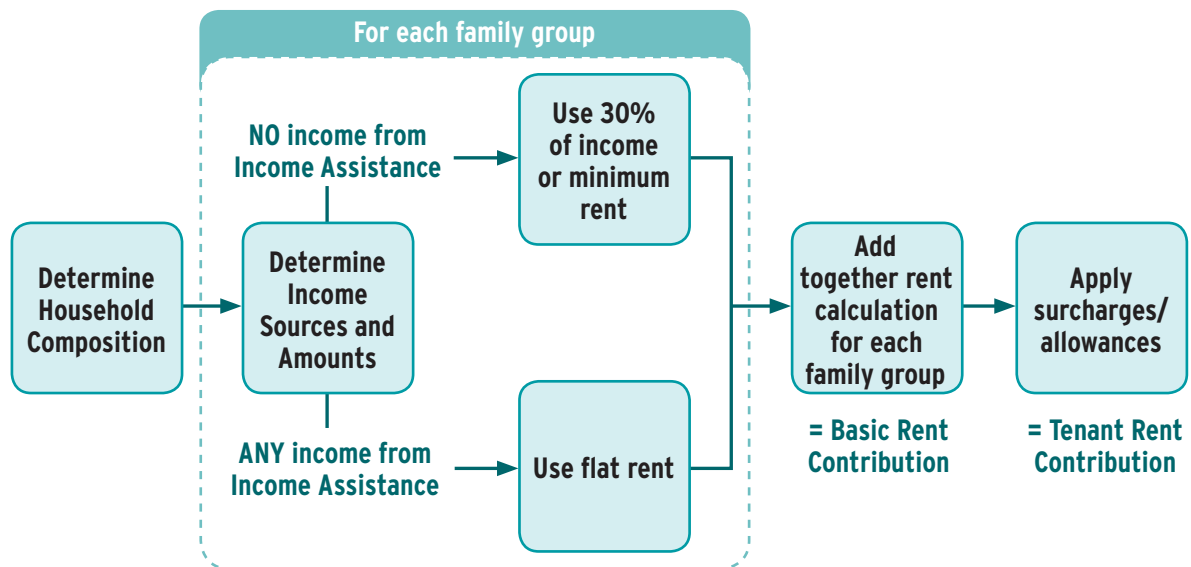 For each family group
Determine
Household
Composition
Determine
Income
Sources and
Amounts
NO income from
Income Assistance
Use 30%
of income
or minimum
rent
ANY income from
Income Assistance
Use flat rent
Add
together rent
calculation
for each
family group
= Basic Rent
Contribution
Apply
surcharges/
allowances
= Tenant Rent
Contribution